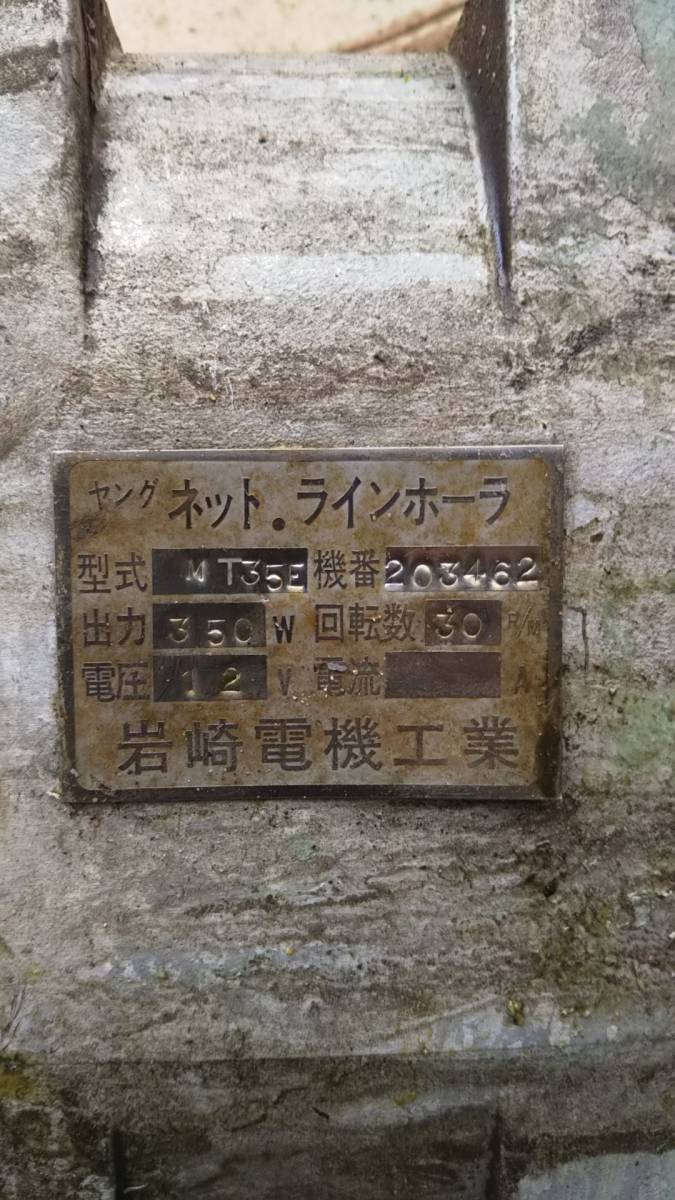 ヤング ネット.ラインホーラ
型式 MT35E 機番 203462
出力 350 W 回転数 30 R/M
電圧 12 V 電流 A
岩崎電機工業